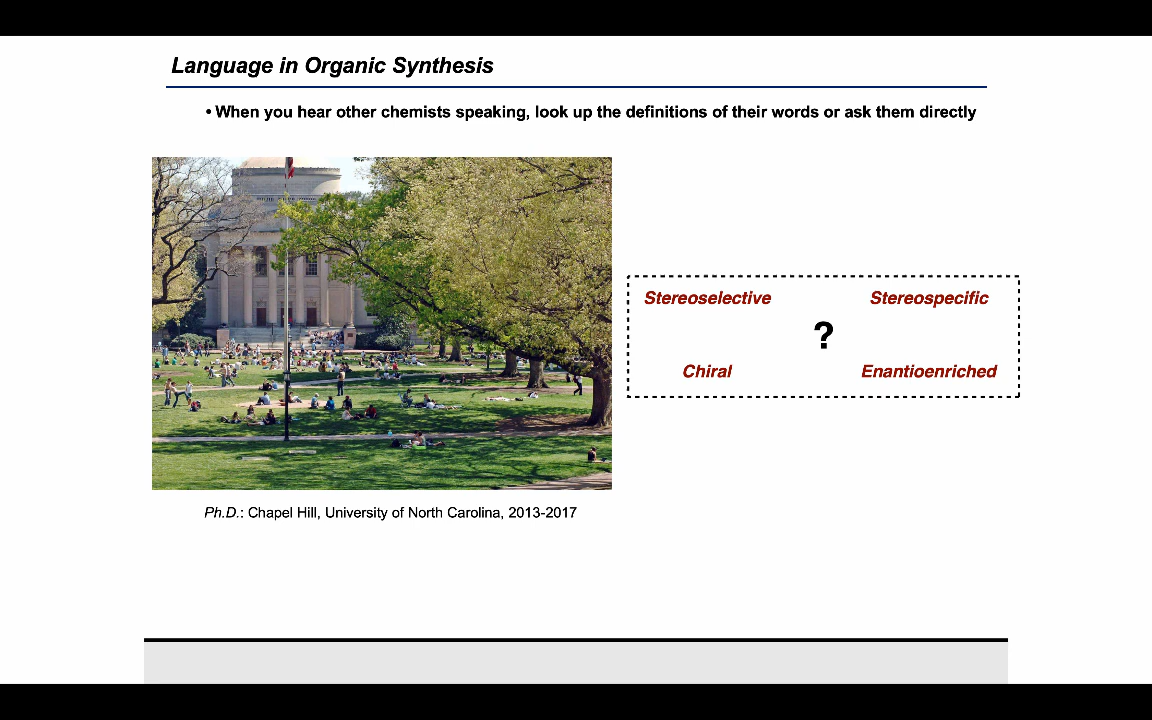 Language in Organic Synthesis
• When you hear other chemists speaking, look up the definitions of their words or ask them directly
Stereoselective Stereospecific
?
Chiral Enantioenriched
Ph.D.: Chapel Hill, University of North Carolina, 2013-2017